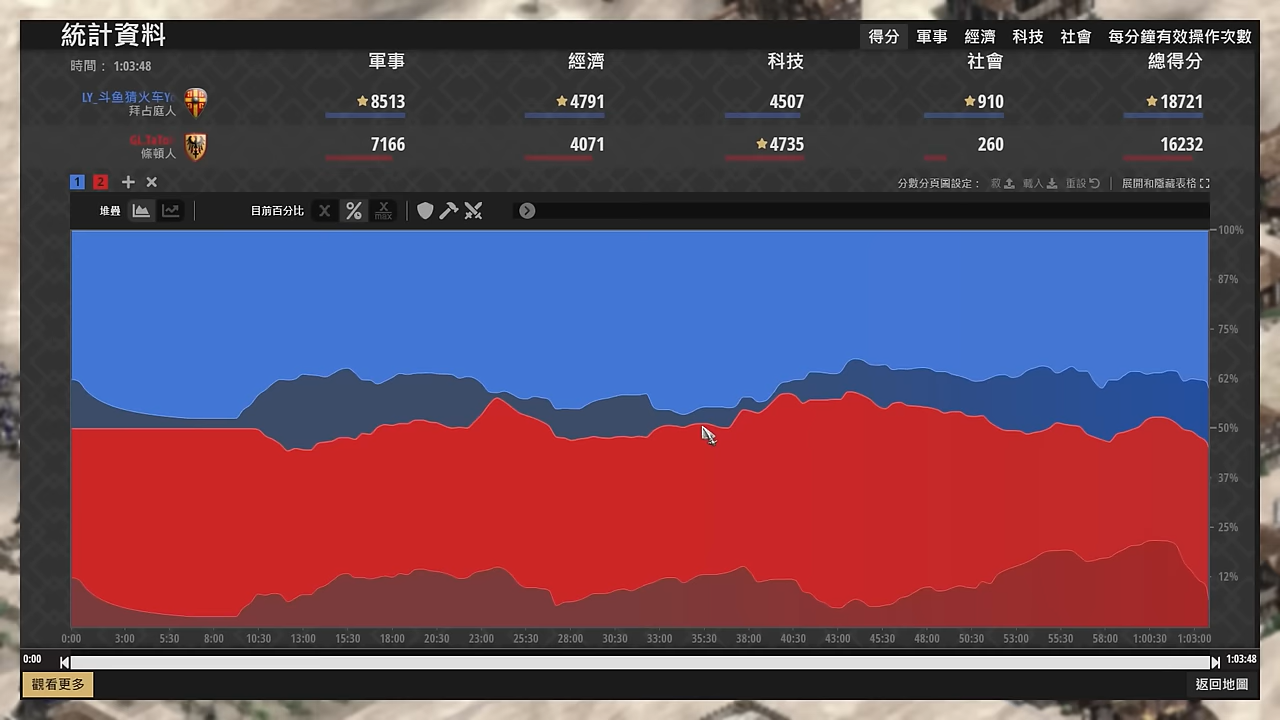 統計資料
得分 軍事 經濟 科技 社會 每分鐘有效操作次數
時間： 1:03:48 軍事 經濟 科技 社會 總得分
LY_斗鱼猜火车Y
拜占庭人
8513 4791 4507 910 18721
條頓人
7166 4071 4735 260 16232
1 2
分數分頁圖設定： 載入 重設 展開和隱藏表格
堆疊 目前百分比 X % X MAX
100%
87%
75%
62%
50%
37%
25%
12%
0:00 3:00 5:30 8:00 10:30 13:00 15:30 18:00 20:30 23:00 25:30 28:00 30:30 33:00 35:30 38:00 40:30 43:00 45:30 48:00 50:30 53:00 55:30 58:00 1:00:30 1:03:00
0:00 1:03:48
觀看更多 返回地圖